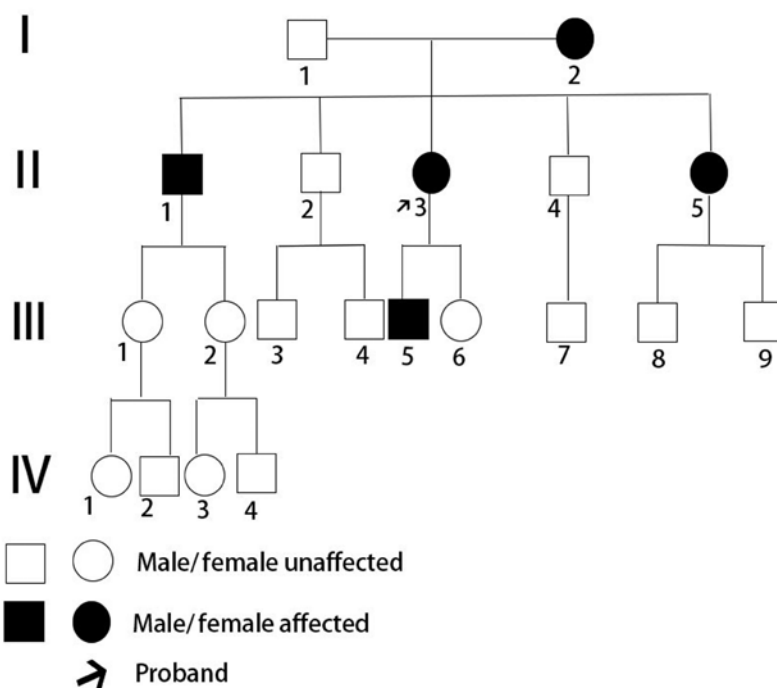 I
1 2
II
1 2 3 4 5
III
1 2 3 4 5 6 7 8 9
IV
1 2 3 4
Male/ female unaffected
Male/ female affected
Proband